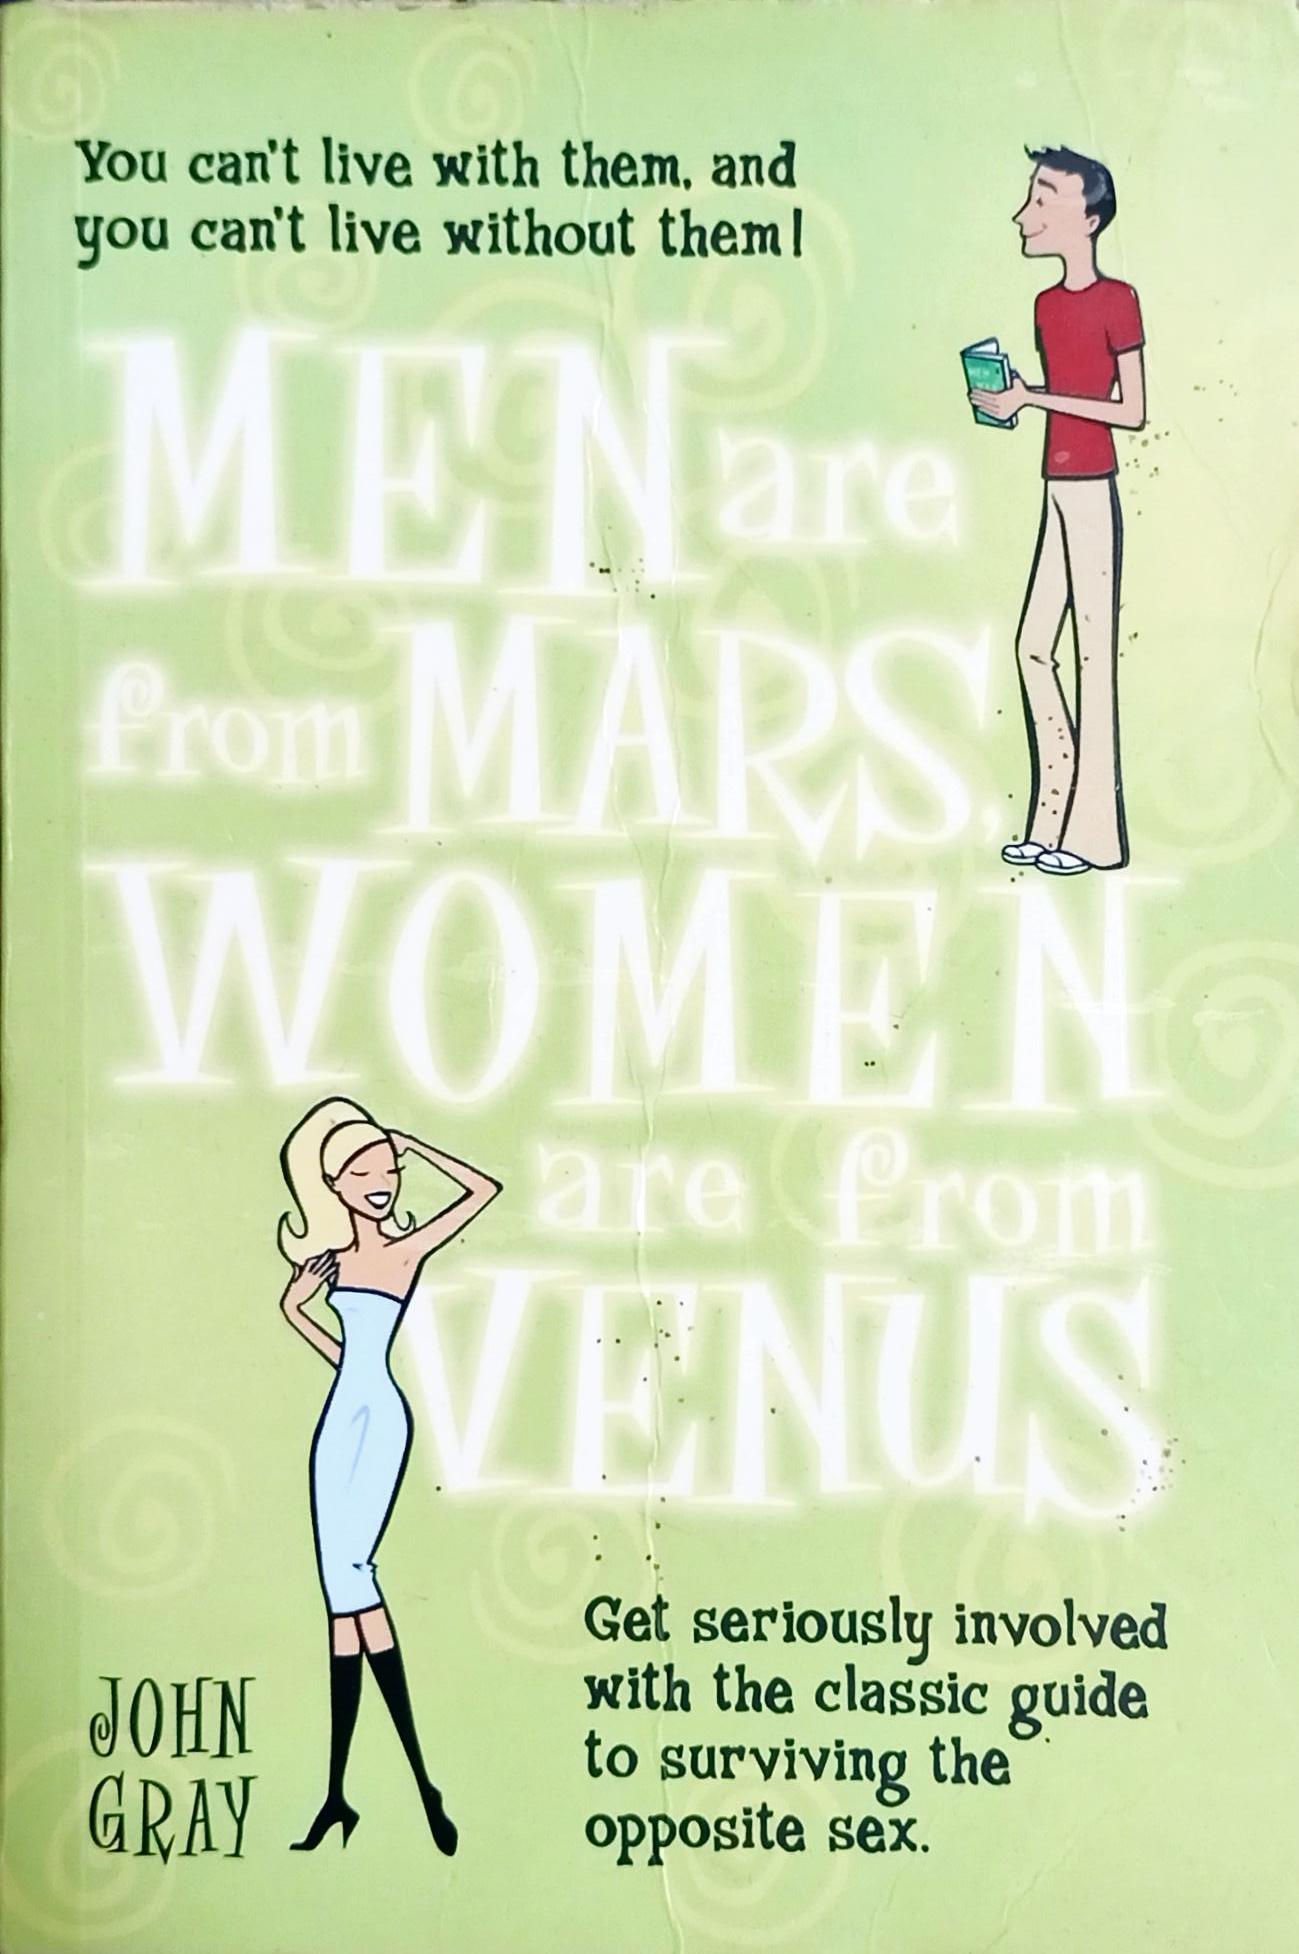 You can't live with them, and
you can't live without them!
MEN are
from MARS,
WOMEN
are from
VENUS
JOHN
GRAY
Get seriously involved
with the classic guide
to surviving the
opposite sex.